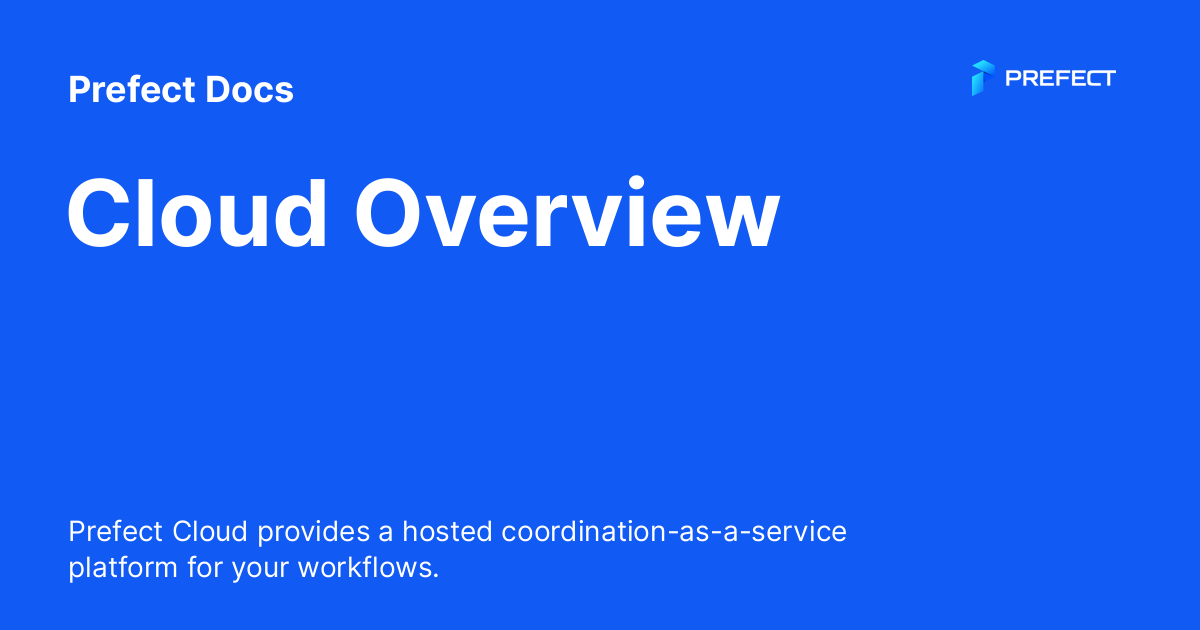 Prefect Docs
PREFECT
Cloud Overview
Prefect Cloud provides a hosted coordination-as-a-service
platform for your workflows.